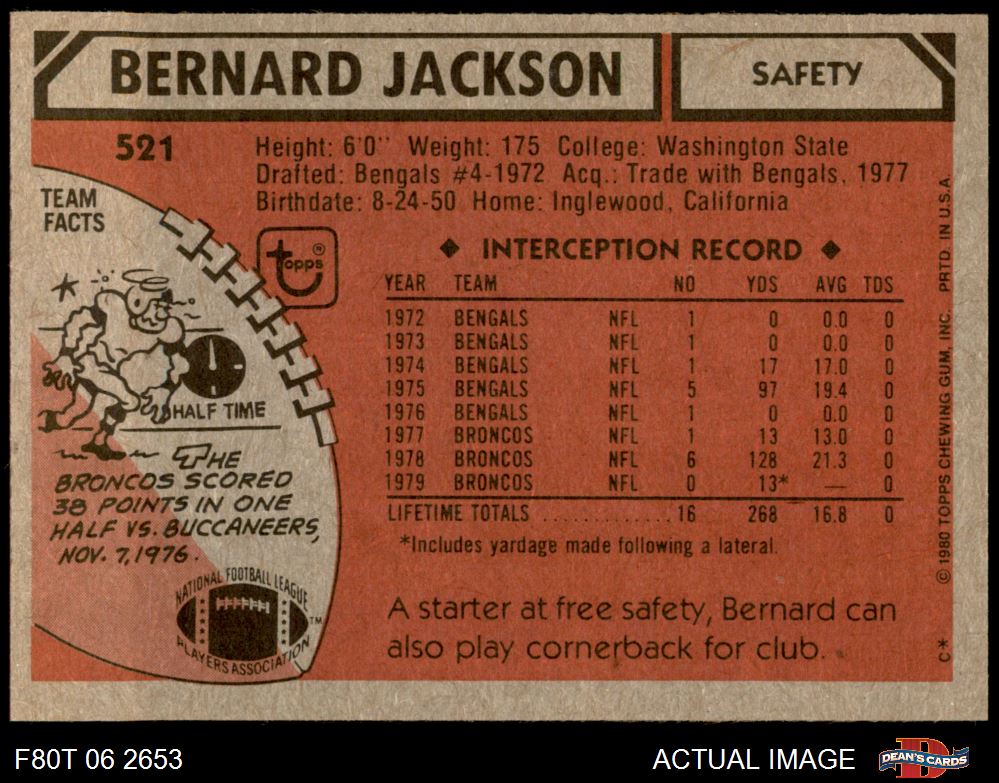 BERNARD JACKSON
SAFETY
521
Height: 6'0" Weight: 175 College: Washington State
Drafted: Bengals #4-1972 Acq.: Trade with Bengals, 1977
Birthdate: 8-24-50 Home: Inglewood, California
TEAM
FACTS
topps®
◆ INTERCEPTION RECORD ◆
YEAR TEAM NO YDS AVG TDS
1972 BENGALS NFL 1 0 0.0 0
1973 BENGALS NFL 1 0 0.0 0
1974 BENGALS NFL 1 17 17.0 0
1975 BENGALS NFL 5 97 19.4 0
1976 BENGALS NFL 1 0 0.0 0
1977 BRONCOS NFL 1 13 13.0 0
1978 BRONCOS NFL 6 128 21.3 0
1979 BRONCOS NFL 0 13* — 0
LIFETIME TOTALS ............. 16 268 16.8 0
*Includes yardage made following a lateral.
HALF TIME
THE
BRONCOS SCORED
38 POINTS IN ONE
HALF VS. BUCCANEERS,
NOV. 7, 1976.
NATIONAL FOOTBALL LEAGUE
PLAYERS ASSOCIATION
TM
A starter at free safety, Bernard can
also play cornerback for club.
C* © 1980 TOPPS CHEWING GUM, INC. PRTD. IN U.S.A.
F80T 06 2653
ACTUAL IMAGE
DEAN'S CARDS